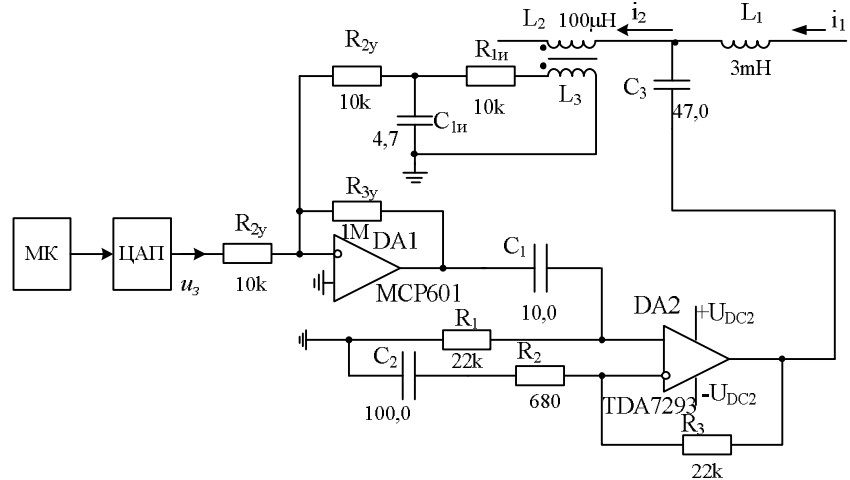 L₂ 100μH i₂ L₁ i₁
R₂у R₁и 3mH
10k 10k L₃ C₃ 47,0
4,7 C₁и
R₃у
1M
МК ЦАП uз R₂у 10k
DA1
MCP601
C₁
10,0
DA2
+U_DC2
R₁
22k
C₂
100,0
R₂
680
TDA7293
-U_DC2
R₃
22k